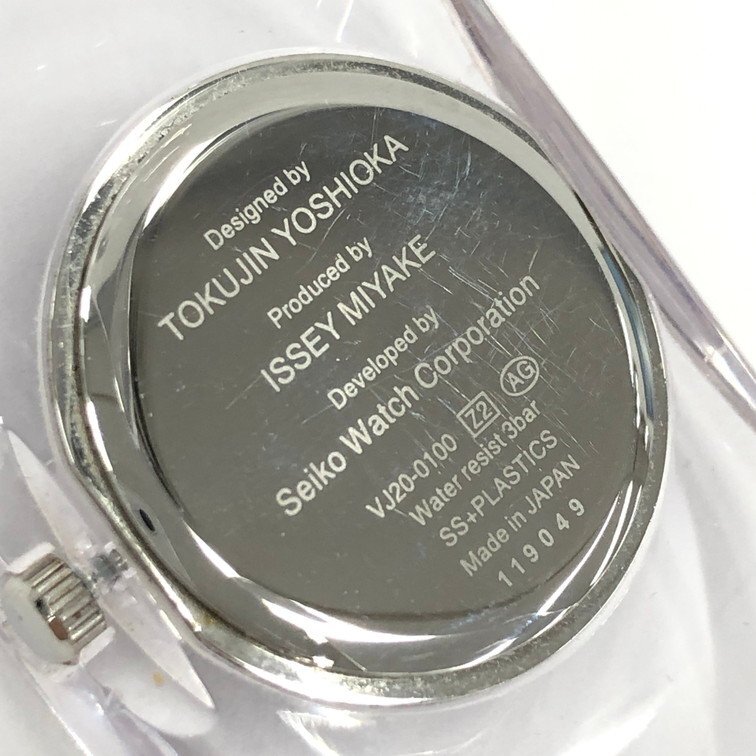 Designed by
TOKUJIN YOSHIOKA
Produced by
ISSEY MIYAKE
Developed by
Seiko Watch Corporation
VJ20-0100 Z2 AG
Water resist 3bar
SS+PLASTICS
Made in JAPAN
119049